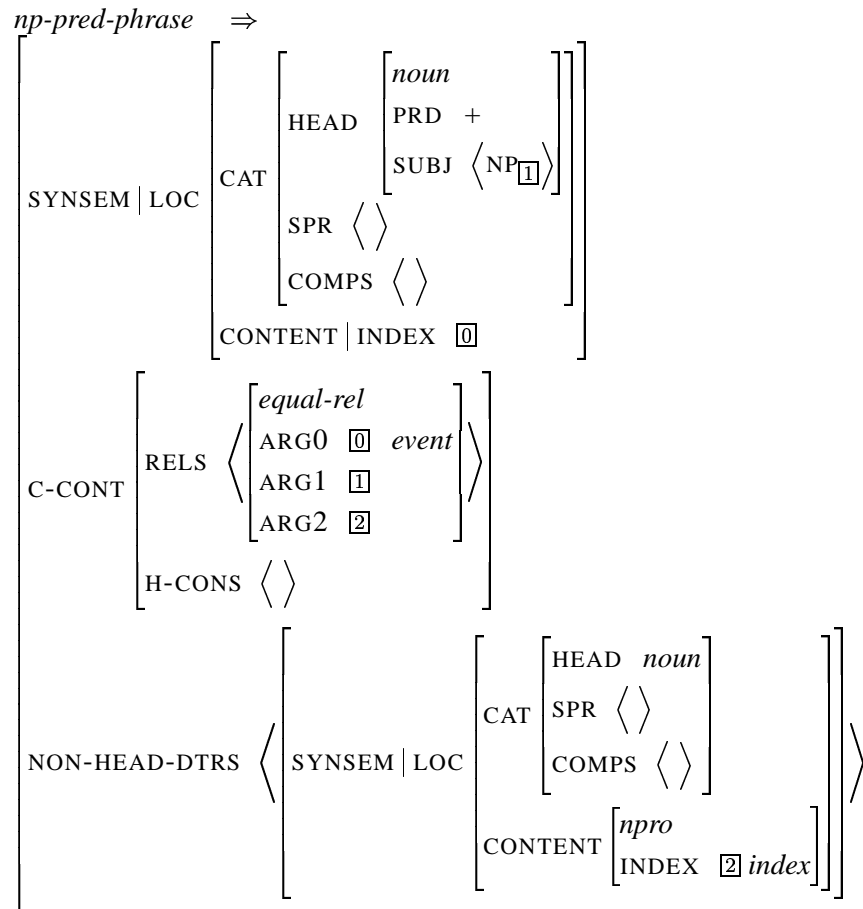 np-pred-phrase ⇒
SYNSEM | LOC
CAT
HEAD
noun
PRD +
SUBJ ⟨NP 1⟩
SPR ⟨ ⟩
COMPS ⟨ ⟩
CONTENT | INDEX 0
C-CONT
RELS
equal-rel
ARG0 0 event
ARG1 1
ARG2 2
H-CONS ⟨ ⟩
NON-HEAD-DTRS
SYNSEM | LOC
CAT
HEAD noun
SPR ⟨ ⟩
COMPS ⟨ ⟩
CONTENT
npro
INDEX 2 index